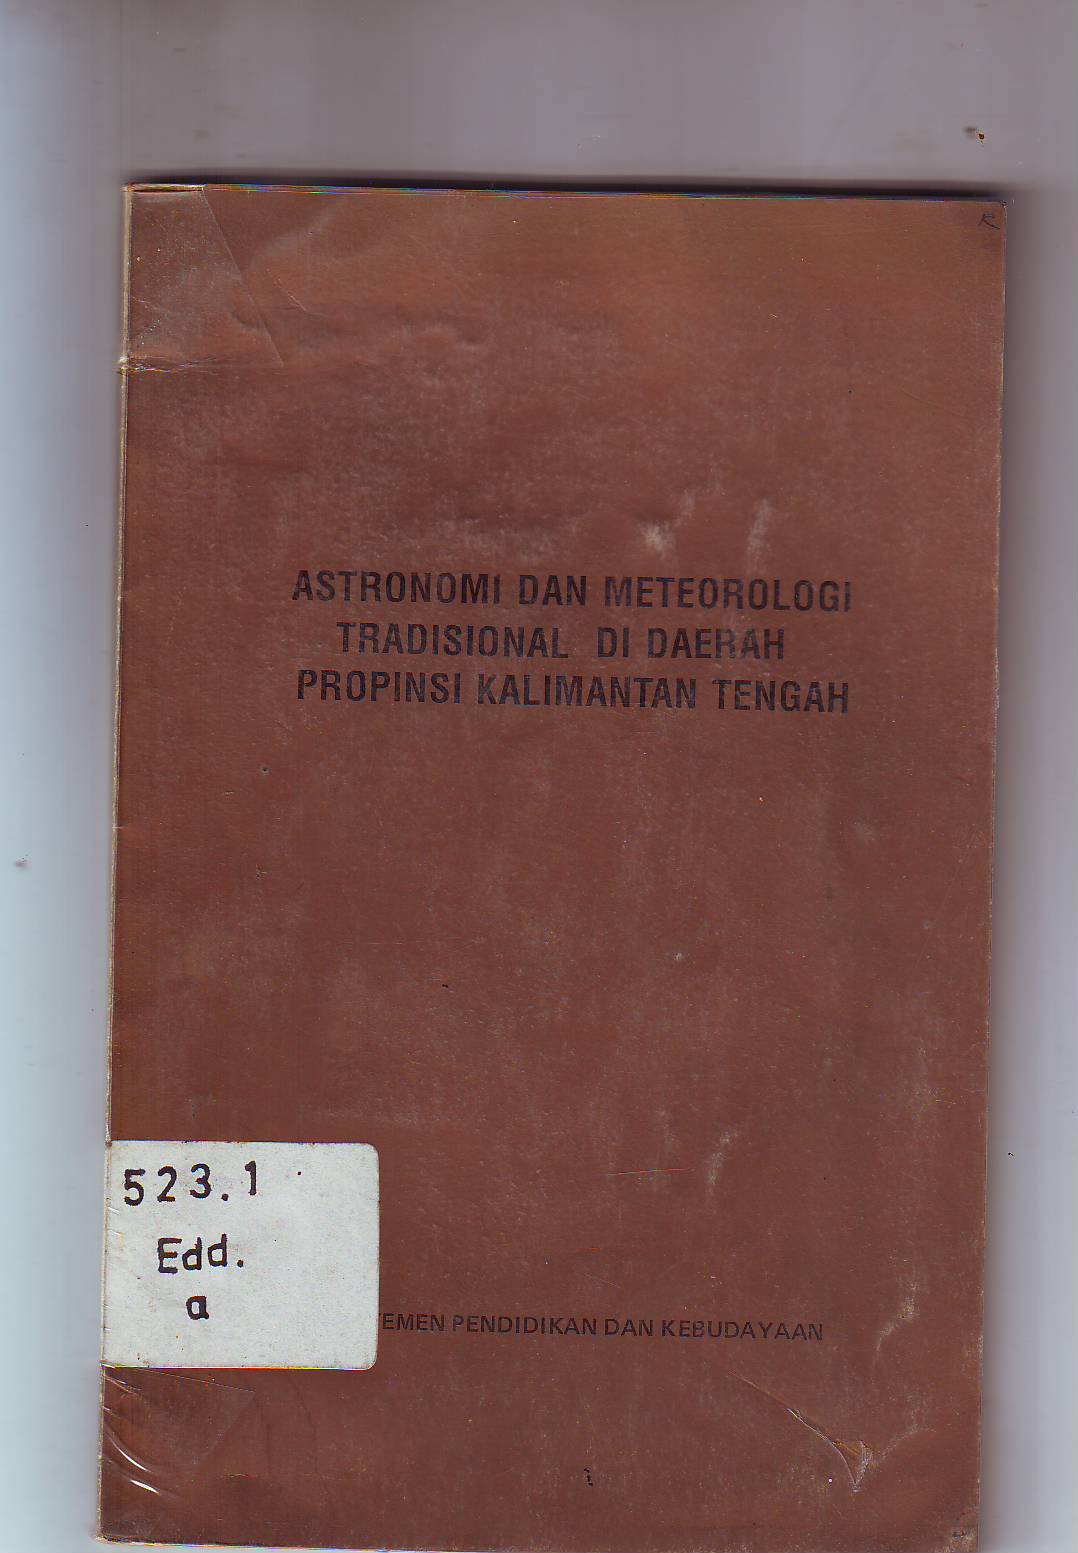 R
ASTRONOMI DAN METEOROLOGI
TRADISIONAL DI DAERAH
PROPINSI KALIMANTAN TENGAH
523.1
Edd.
a
TEMEN PENDIDIKAN DAN KEBUDAYAAN